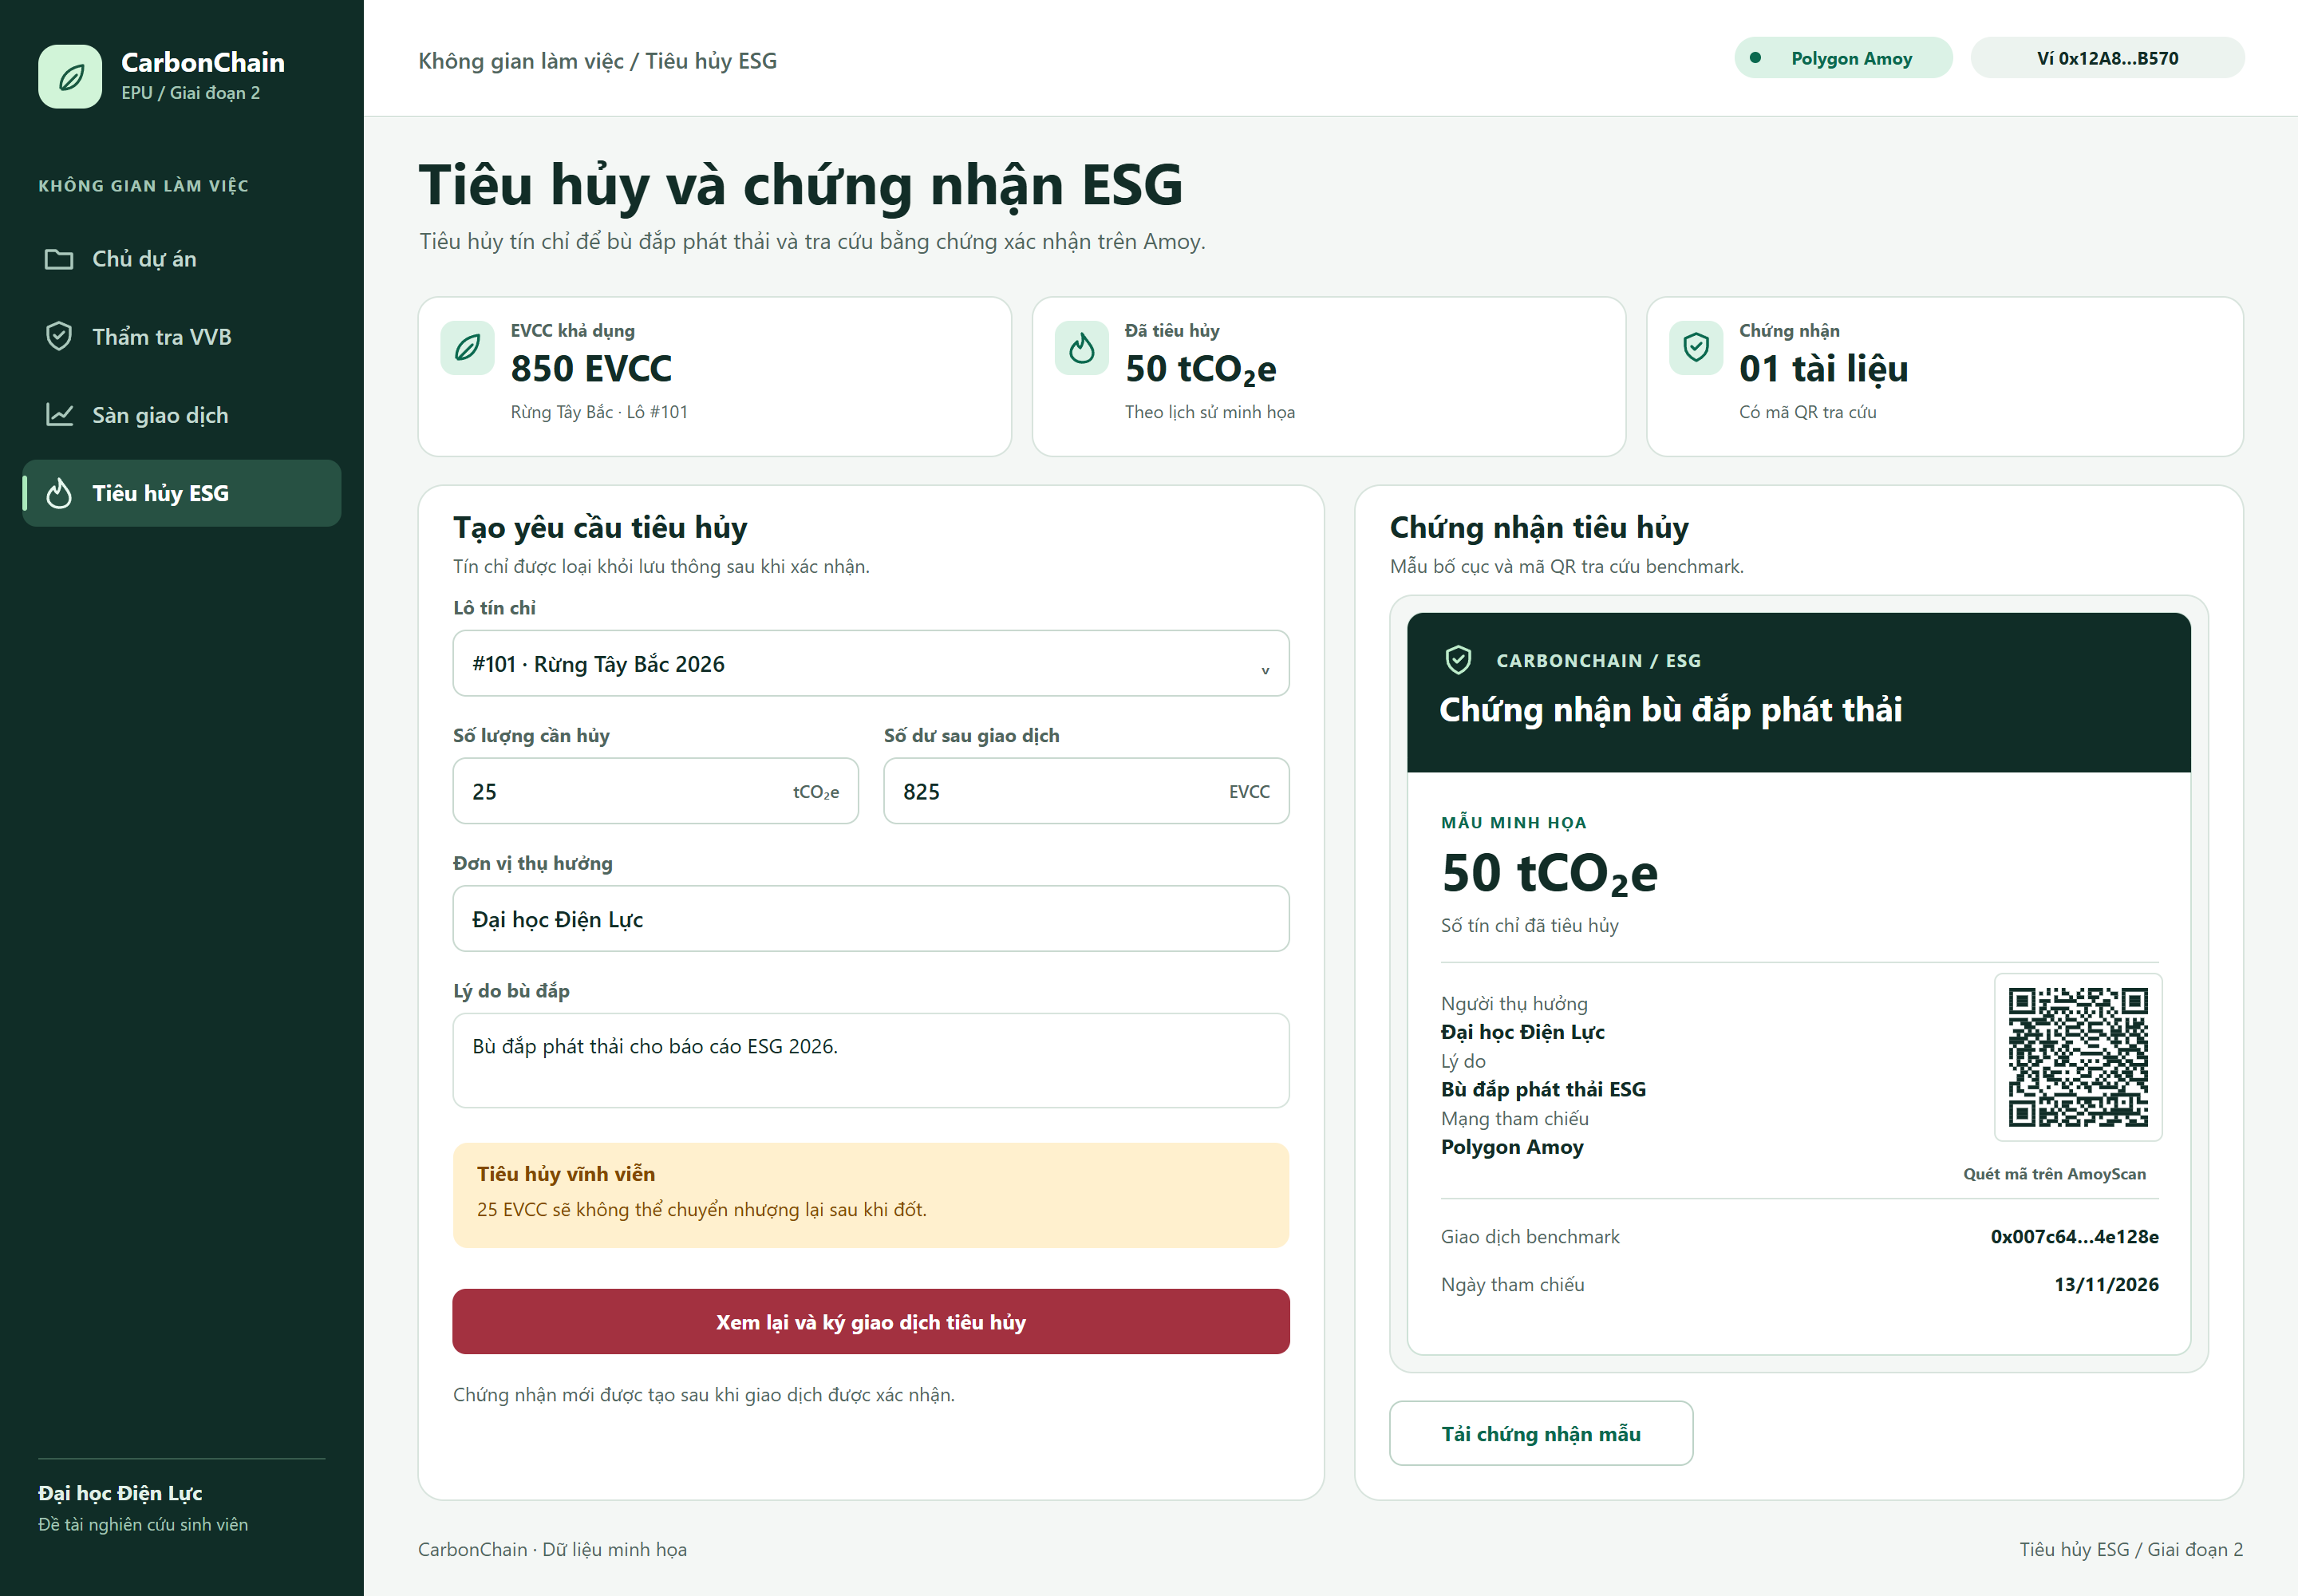 CarbonChain
EPU / Giai đoạn 2
KHÔNG GIAN LÀM VIỆC
Chủ dự án
Thẩm tra VVB
Sàn giao dịch
Tiêu hủy ESG
Đại học Điện Lực
Đề tài nghiên cứu sinh viên
Không gian làm việc / Tiêu hủy ESG
Polygon Amoy
Ví 0x12A8...B570
Tiêu hủy và chứng nhận ESG
Tiêu hủy tín chỉ để bù đắp phát thải và tra cứu bằng chứng xác nhận trên Amoy.
EVCC khả dụng
850 EVCC
Rừng Tây Bắc · Lô #101
Đã tiêu hủy
50 tCO₂e
Theo lịch sử minh họa
Chứng nhận
01 tài liệu
Có mã QR tra cứu
Tạo yêu cầu tiêu hủy
Tín chỉ được loại khỏi lưu thông sau khi xác nhận.
Lô tín chỉ
#101 · Rừng Tây Bắc 2026
v
Số lượng cần hủy
25 tCO₂e
Số dư sau giao dịch
825 EVCC
Đơn vị thụ hưởng
Đại học Điện Lực
Lý do bù đắp
Bù đắp phát thải cho báo cáo ESG 2026.
Tiêu hủy vĩnh viễn
25 EVCC sẽ không thể chuyển nhượng lại sau khi đốt.
Xem lại và ký giao dịch tiêu hủy
Chứng nhận mới được tạo sau khi giao dịch được xác nhận.
Chứng nhận tiêu hủy
Mẫu bố cục và mã QR tra cứu benchmark.
CARBONCHAIN / ESG
Chứng nhận bù đắp phát thải
MẪU MINH HỌA
50 tCO₂e
Số tín chỉ đã tiêu hủy
Người thụ hưởng
Đại học Điện Lực
Lý do
Bù đắp phát thải ESG
Mạng tham chiếu
Polygon Amoy
Quét mã trên AmoyScan
Giao dịch benchmark 0x007c64...4e128e
Ngày tham chiếu 13/11/2026
Tải chứng nhận mẫu
CarbonChain · Dữ liệu minh họa
Tiêu hủy ESG / Giai đoạn 2